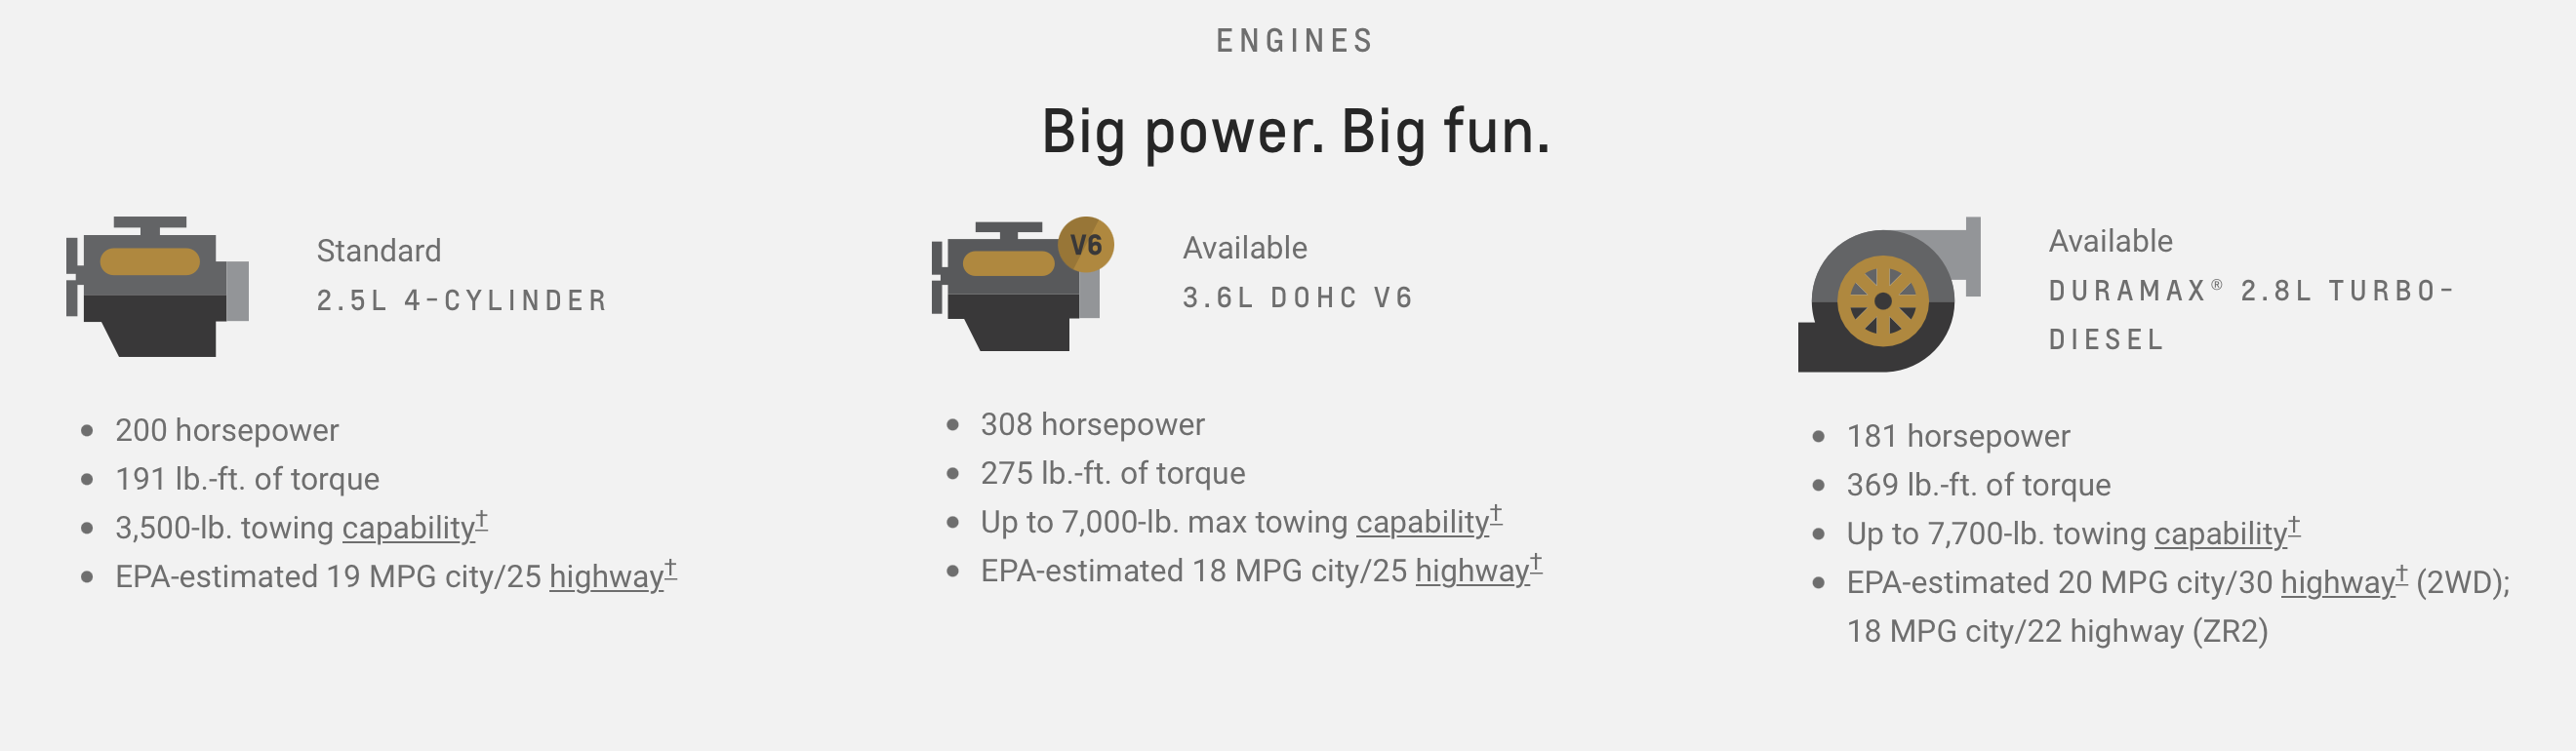 ENGINES
Big power. Big fun.
Standard
2.5L 4-CYLINDER
200 horsepower
191 lb.-ft. of torque
3,500-lb. towing capability†
EPA-estimated 19 MPG city/25 highway†
V6
Available
3.6L DOHC V6
308 horsepower
275 lb.-ft. of torque
Up to 7,000-lb. max towing capability†
EPA-estimated 18 MPG city/25 highway†
Available
DURAMAX® 2.8L TURBO-
DIESEL
181 horsepower
369 lb.-ft. of torque
Up to 7,700-lb. towing capability†
EPA-estimated 20 MPG city/30 highway† (2WD);
18 MPG city/22 highway (ZR2)